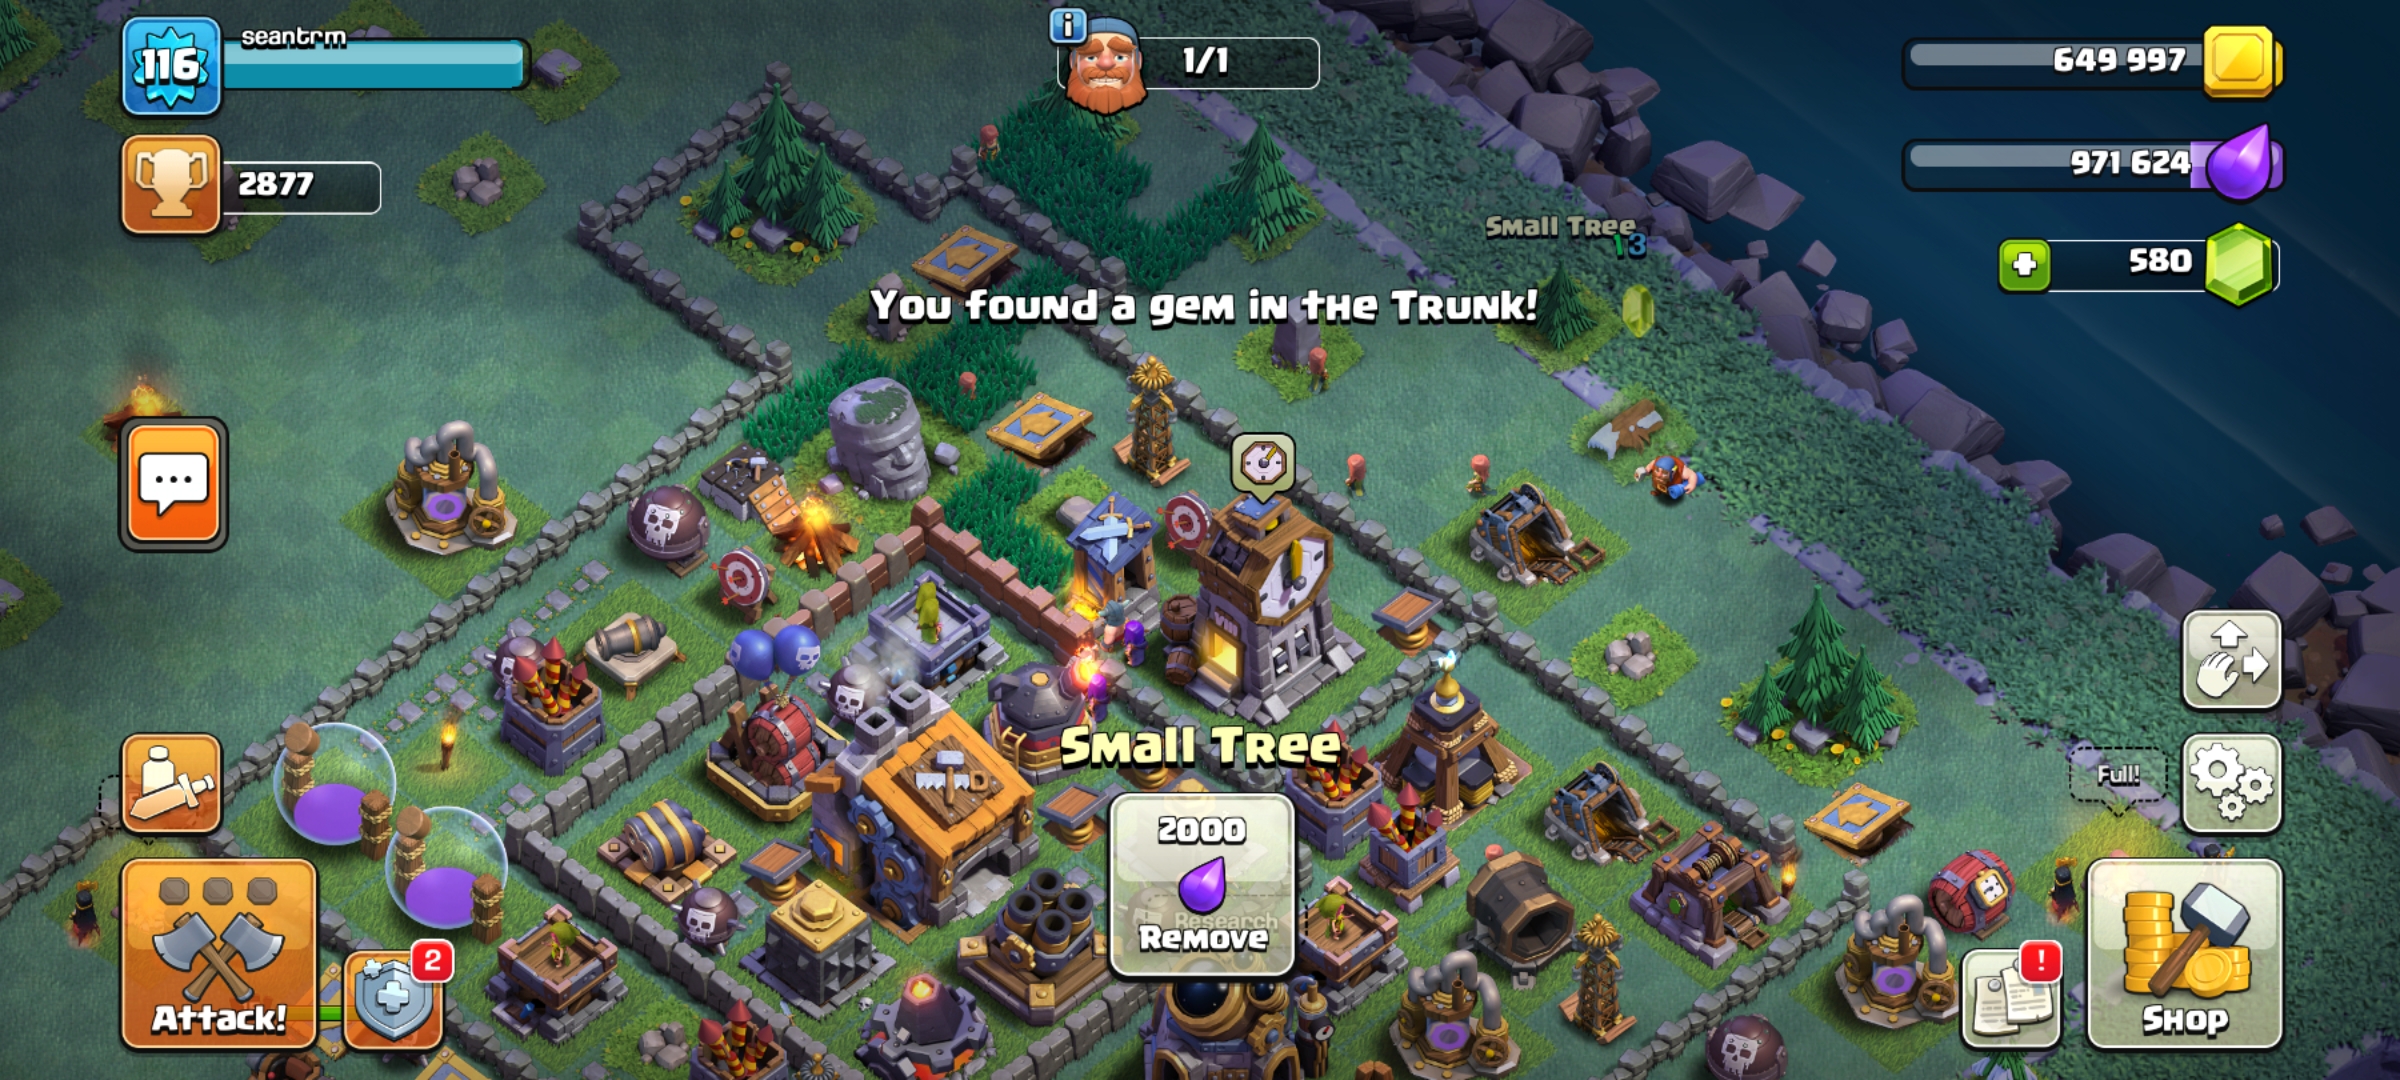 116
seantrm
1/1
649 997
2877
971 624
580
Small Tree
13
You found a gem in the Trunk!
Small Tree
Full!
2000
Research
Remove
2
!
Attack!
Shop